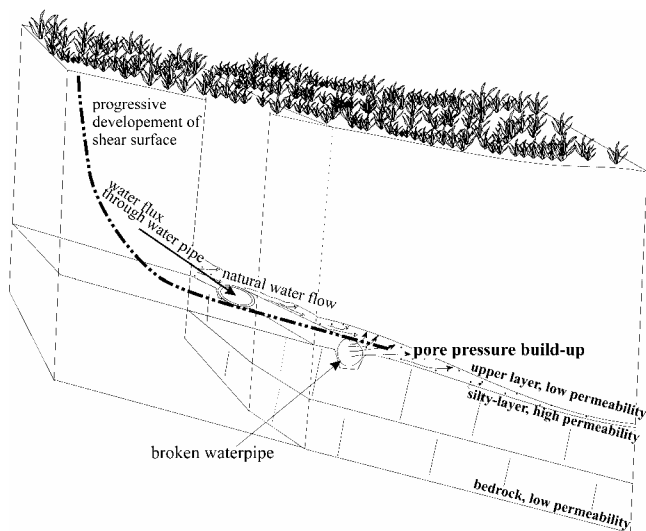 progressive
developement of
shear surface
water flux
through water pipe
natural water flow
pore pressure build-up
upper layer, low permeability
silty-layer, high permeability
broken waterpipe
bedrock, low permeability